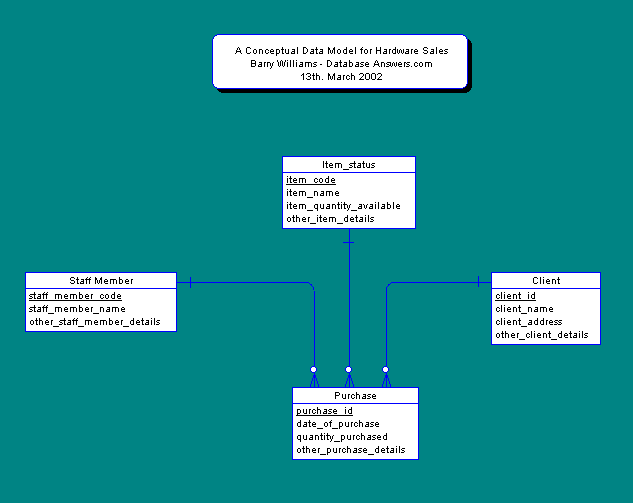 A Conceptual Data Model for Hardware Sales
Barry Williams - Database Answers.com
13th. March 2002
Item_status
item_code
item_name
item_quantity_available
other_item_details
Staff Member
staff_member_code
staff_member_name
other_staff_member_details
Client
client_id
client_name
client_address
other_client_details
Purchase
purchase_id
date_of_purchase
quantity_purchased
other_purchase_details